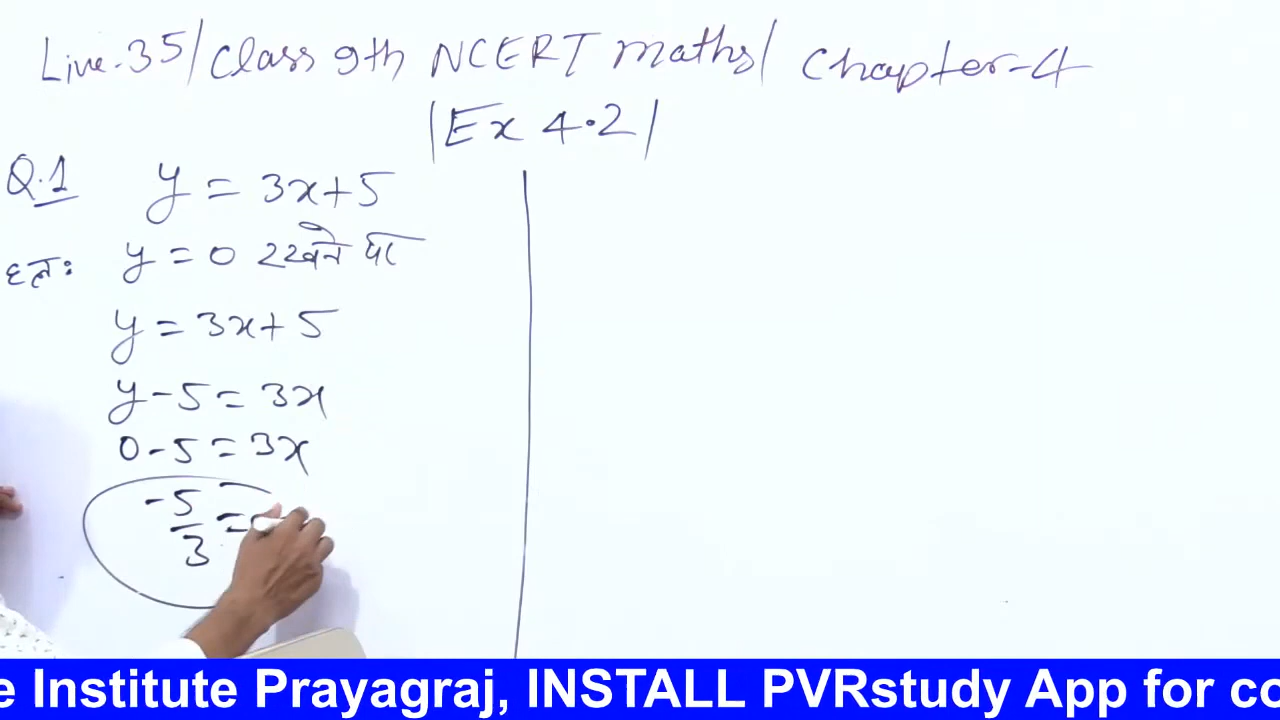 Live-35/Class 9th NCERT maths/ Chapter-4
|Ex 4.2|
Q.1 y = 3x+5
हलः y = 0 रखने पर
y = 3x+5
y-5 = 3x
0-5 = 3x
-5/3 =
e Institute Prayagraj, INSTALL PVRstudy App for co